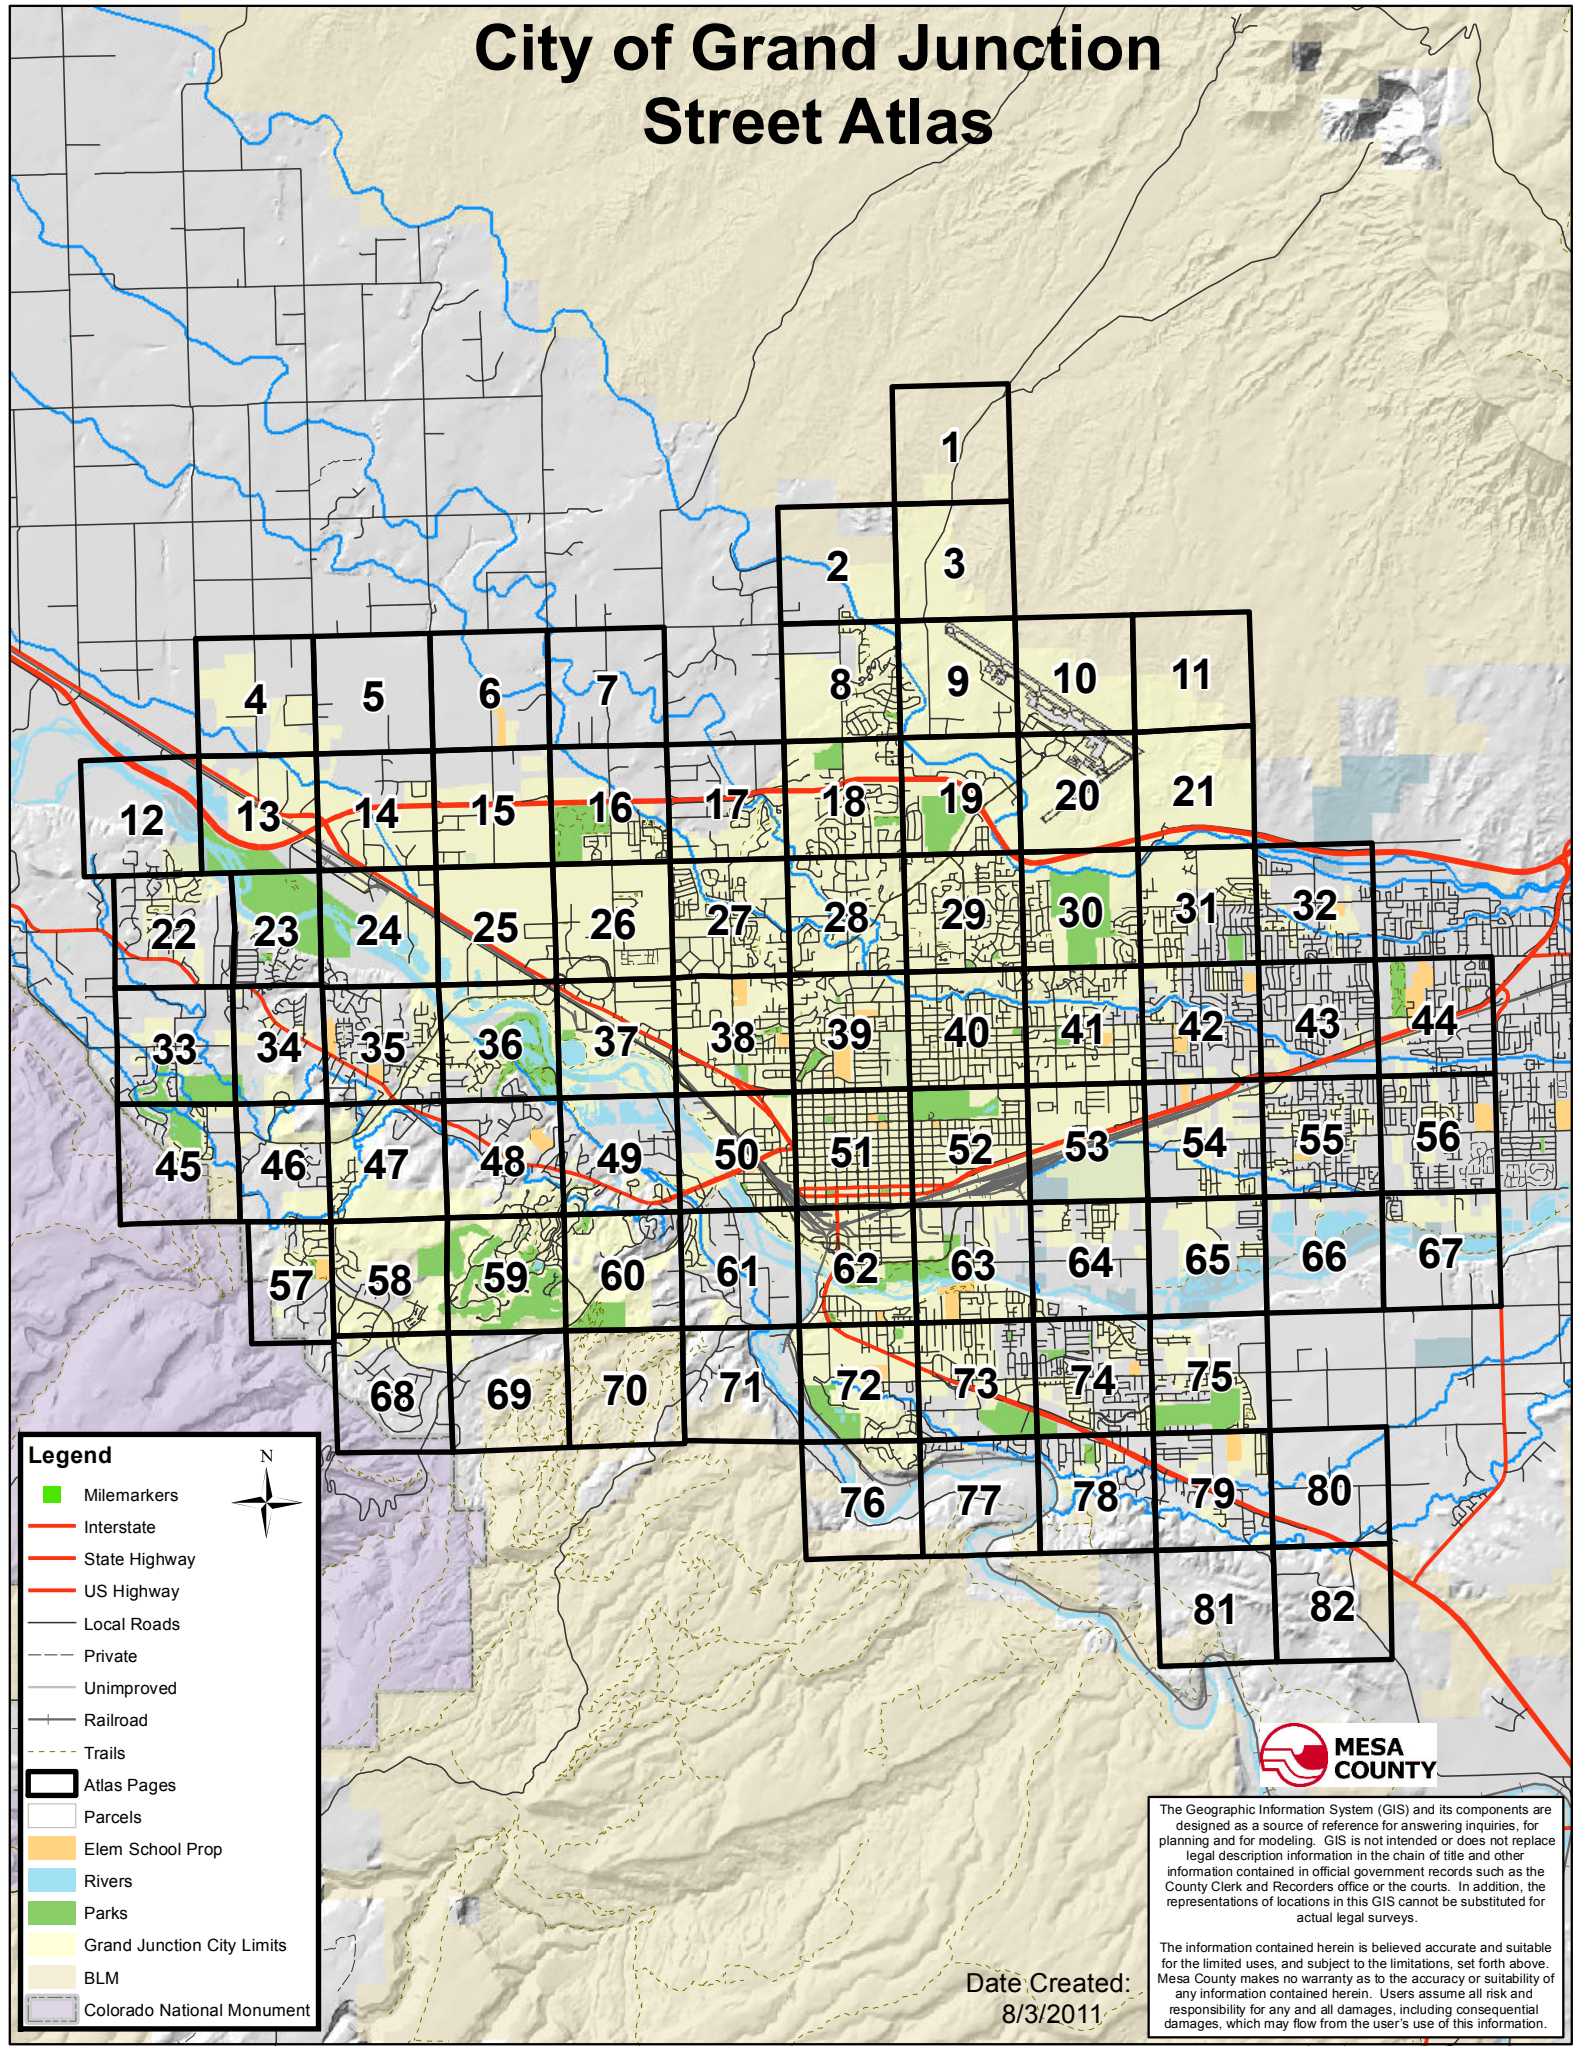 City of Grand Junction
Street Atlas
1
2
3
4
5
6
7
8
9
10
11
12
13
14
15
16
17
18
19
20
21
22
23
24
25
26
27
28
29
30
31
32
33
34
35
36
37
38
39
40
41
42
43
44
45
46
47
48
49
50
51
52
53
54
55
56
57
58
59
60
61
62
63
64
65
66
67
68
69
70
71
72
73
74
75
76
77
78
79
80
81
82
Legend
N
Milemarkers
Interstate
State Highway
US Highway
Local Roads
Private
Unimproved
Railroad
Trails
Atlas Pages
Parcels
Elem School Prop
Rivers
Parks
Grand Junction City Limits
BLM
Colorado National Monument
MESA
COUNTY
The Geographic Information System (GIS) and its components are
designed as a source of reference for answering inquiries, for
planning and for modeling. GIS is not intended or does not replace
legal description information in the chain of title and other
information contained in official government records such as the
County Clerk and Recorders office or the courts. In addition, the
representations of locations in this GIS cannot be substituted for
actual legal surveys.
The information contained herein is believed accurate and suitable
for the limited uses, and subject to the limitations, set forth above.
Mesa County makes no warranty as to the accuracy or suitability of
any information contained herein. Users assume all risk and
responsibility for any and all damages, including consequential
damages, which may flow from the user's use of this information.
Date Created:
8/3/2011